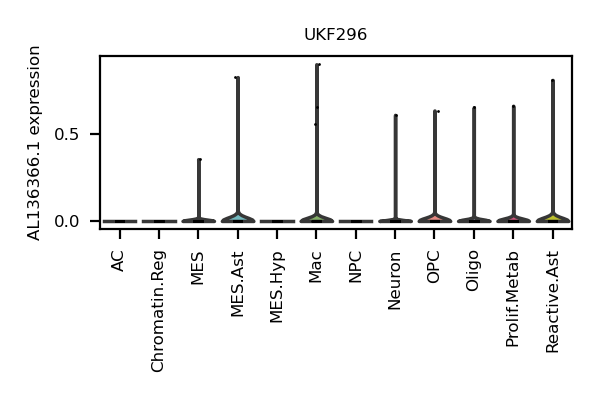 UKF296
AL136366.1 expression
0.5
0.0
AC
Chromatin.Reg
MES
MES.Ast
MES.Hyp
Mac
NPC
Neuron
OPC
Oligo
Prolif.Metab
Reactive.Ast